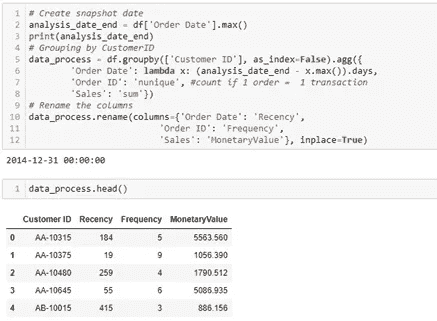 1 # Create snapshot date
2 analysis_date_end = df['Order Date'].max()
3 print(analysis_date_end)
4 # Grouping by CustomerID
5 data_process = df.groupby(['Customer ID'], as_index=False).agg({
6 'Order Date': lambda x: (analysis_date_end - x.max()).days,
7 'Order ID': 'nunique', #count if 1 order = 1 transaction
8 'Sales': 'sum'})
9 # Rename the columns
10 data_process.rename(columns={'Order Date': 'Recency',
11 'Order ID': 'Frequency',
12 'Sales': 'MonetaryValue'}, inplace=True)
2014-12-31 00:00:00
1 data_process.head()
Customer ID Recency Frequency MonetaryValue
0 AA-10315 184 5 5563.560
1 AA-10375 19 9 1056.390
2 AA-10480 259 4 1790.512
3 AA-10645 55 6 5086.935
4 AB-10015 415 3 886.156